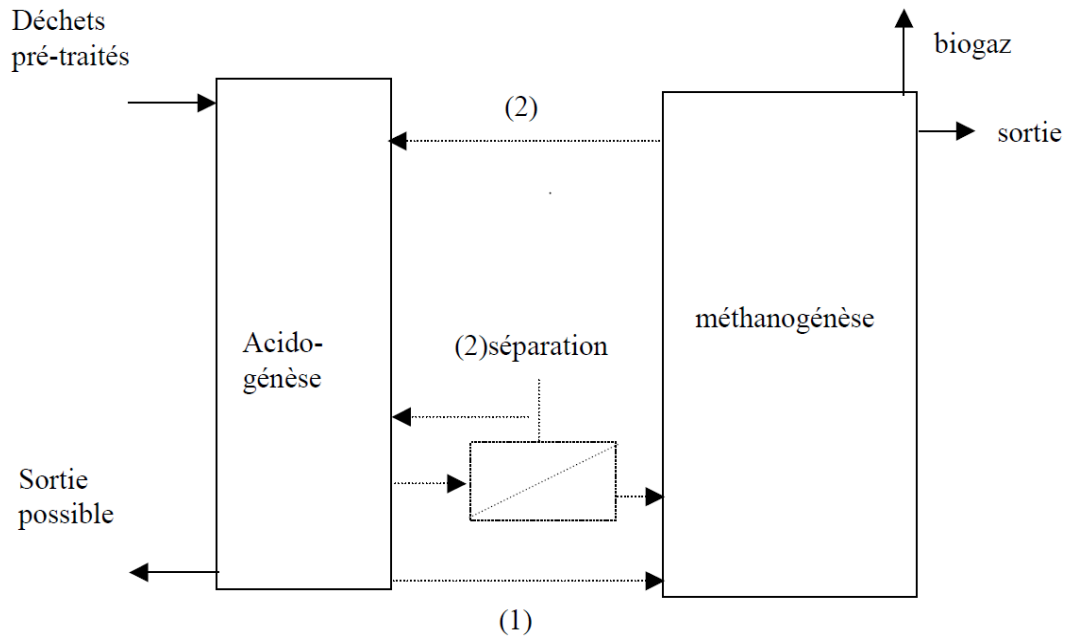 Déchets
pré-traités
biogaz
(2)
sortie
méthanogénèse
Acido-
génèse
(2)séparation
Sortie
possible
(1)